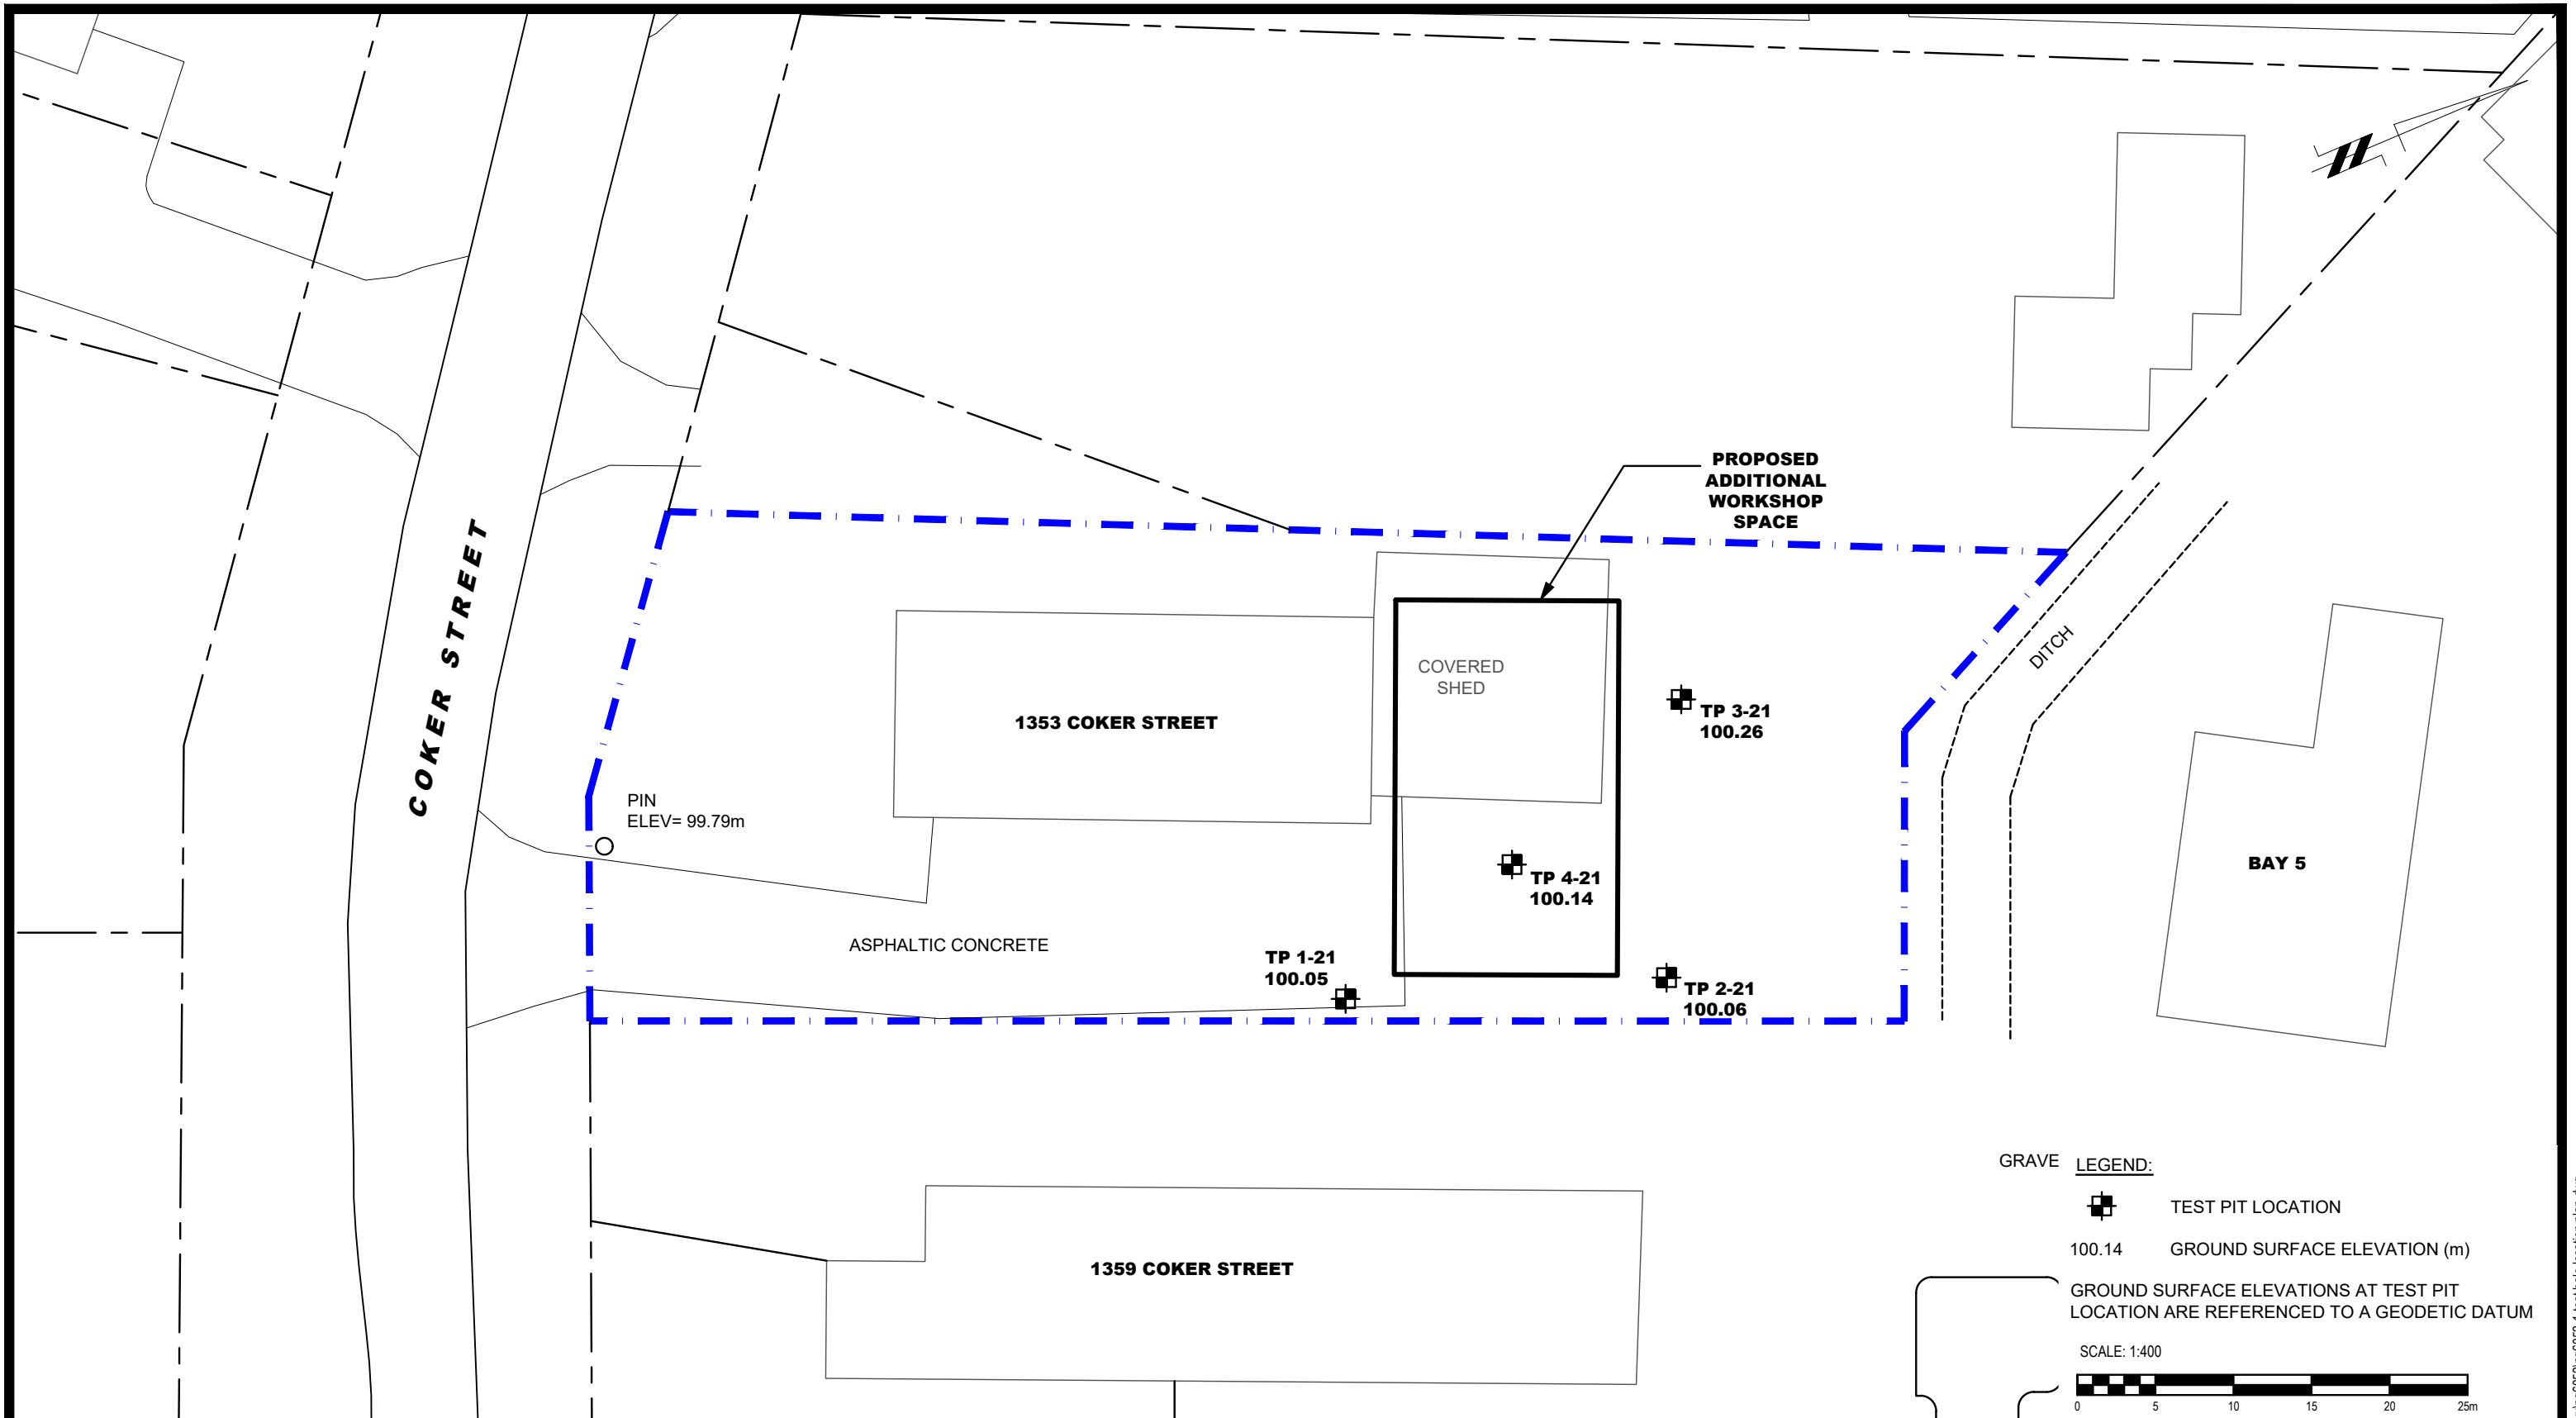 PROPOSED
ADDITIONAL
WORKSHOP
SPACE
COKER STREET
DITCH
COVERED
SHED
1353 COKER STREET
TP 3-21
100.26
PIN
ELEV= 99.79m
BAY 5
TP 4-21
100.14
ASPHALTIC CONCRETE
TP 1-21
100.05
TP 2-21
100.06
GRAVE
LEGEND:
TEST PIT LOCATION
100.14 GROUND SURFACE ELEVATION (m)
1359 COKER STREET
GROUND SURFACE ELEVATIONS AT TEST PIT
LOCATION ARE REFERENCED TO A GEODETIC DATUM
SCALE: 1:400
0 5 10 15 20 25m